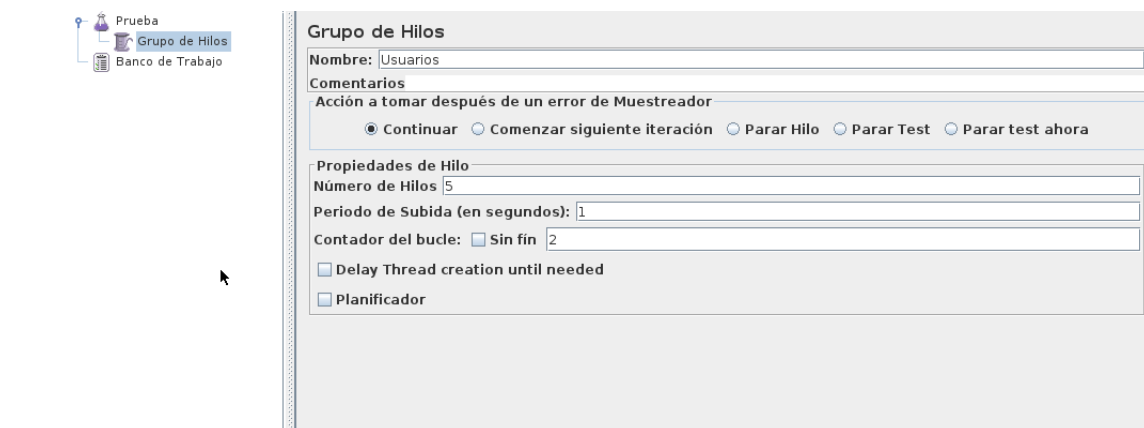 Prueba
Grupo de Hilos
Banco de Trabajo
Grupo de Hilos
Nombre: Usuarios
Comentarios
Acción a tomar después de un error de Muestreador
Continuar Comenzar siguiente iteración Parar Hilo Parar Test Parar test ahora
Propiedades de Hilo
Número de Hilos 5
Periodo de Subida (en segundos): 1
Contador del bucle: Sin fín 2
Delay Thread creation until needed
Planificador